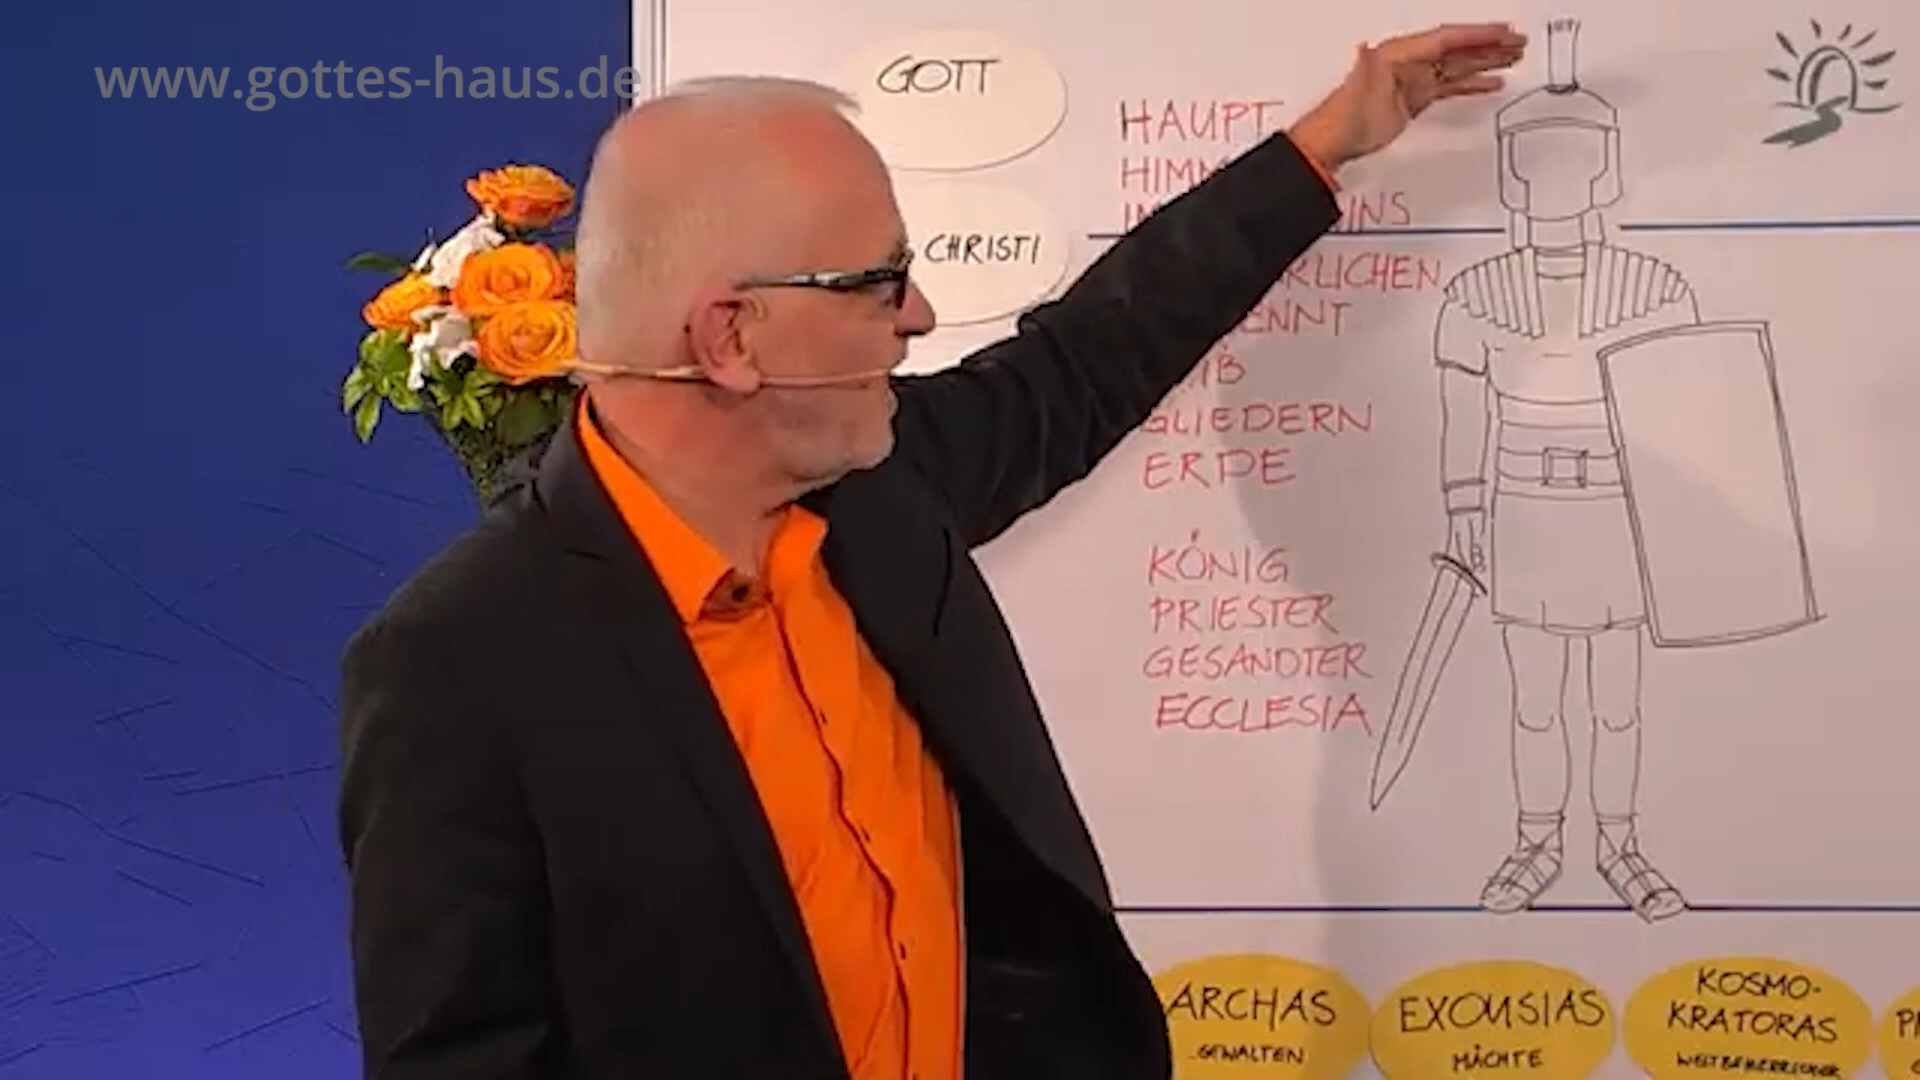 www.gottes-haus.de
GOTT
CHRISTI
HAUPT
KÖNIG
PRIESTER
GESANDTER
ECCLESIA
GLIEDERN
ERDE
ARCHAS
GEWALTEN
EXOUSIAS
MÄCHTE
KOSMO-
KRATORAS
WELTBEHERRSCHER